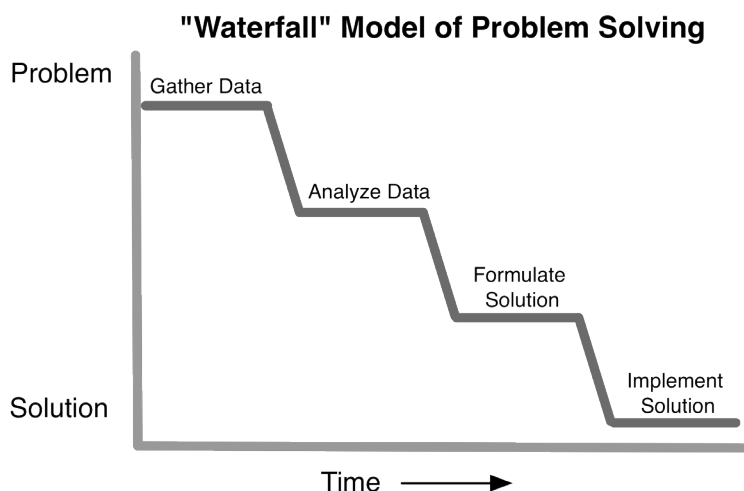 "Waterfall" Model of Problem Solving
Problem
Gather Data
Analyze Data
Formulate
Solution
Implement
Solution
Solution
Time